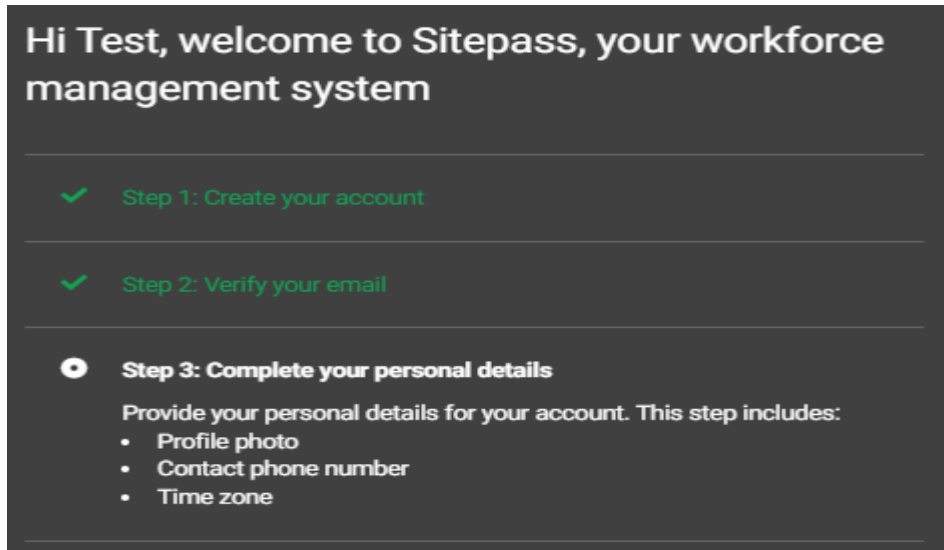 Hi Test, welcome to Sitepass, your workforce
management system
Step 1: Create your account
Step 2: Verify your email
Step 3: Complete your personal details
Provide your personal details for your account. This step includes:
• Profile photo
• Contact phone number
• Time zone